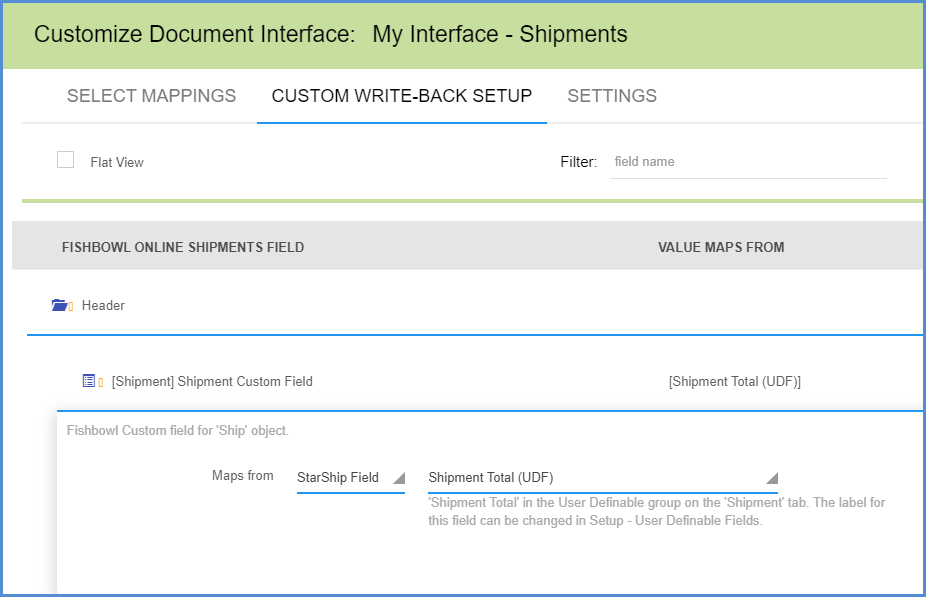 Customize Document Interface: My Interface - Shipments
SELECT MAPPINGS CUSTOM WRITE-BACK SETUP SETTINGS
Flat View Filter: field name
FISHBOWL ONLINE SHIPMENTS FIELD VALUE MAPS FROM
Header
[Shipment] Shipment Custom Field [Shipment Total (UDF)]
Fishbowl Custom field for 'Ship' object.
Maps from StarShip Field Shipment Total (UDF)
'Shipment Total' in the User Definable group on the 'Shipment' tab. The label for
this field can be changed in Setup - User Definable Fields.